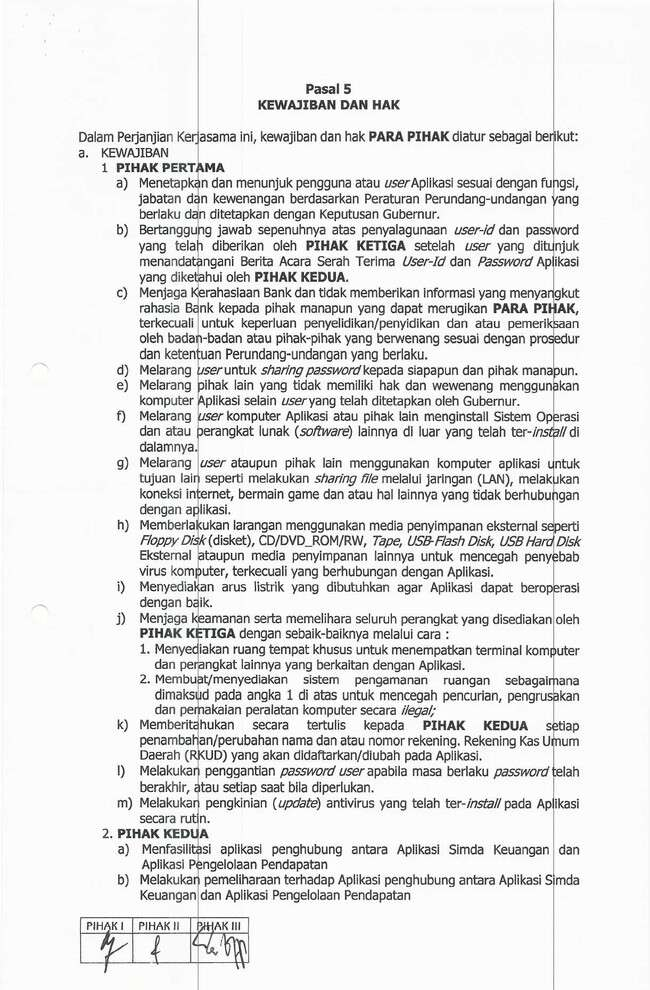 Pasal 5
KEWAJIBAN DAN HAK
Dalam Perjanjian Kerjasama ini, kewajiban dan hak PARA PIHAK diatur sebagai berikut:
a. KEWAJIBAN
1 PIHAK PERTAMA
a) Menetapkan dan menunjuk pengguna atau user Aplikasi sesuai dengan fungsi,
jabatan dan kewenangan berdasarkan Peraturan Perundang-undangan yang
berlaku dan ditetapkan dengan Keputusan Gubernur.
b) Bertanggung jawab sepenuhnya atas penyalagunaan user-id dan password
yang telah diberikan oleh PIHAK KETIGA setelah user yang ditunjuk
menandatangani Berita Acara Serah Terima User-Id dan Password Aplikasi
yang diketahui oleh PIHAK KEDUA.
c) Menjaga Kerahasiaan Bank dan tidak memberikan informasi yang menyangkut
rahasia Bank kepada pihak manapun yang dapat merugikan PARA PIHAK,
terkecuali untuk keperluan penyelidikan/penyidikan dan atau pemeriksaan
oleh badan-badan atau pihak-pihak yang berwenang sesuai dengan prosedur
dan ketentuan Perundang-undangan yang berlaku.
d) Melarang user untuk sharing password kepada siapapun dan pihak manapun.
e) Melarang pihak lain yang tidak memiliki hak dan wewenang menggunakan
komputer Aplikasi selain user yang telah ditetapkan oleh Gubernur.
f) Melarang user komputer Aplikasi atau pihak lain menginstall Sistem Operasi
dan atau perangkat lunak (software) lainnya di luar yang telah ter-install di
dalamnya.
g) Melarang user ataupun pihak lain menggunakan komputer aplikasi untuk
tujuan lain seperti melakukan sharing file melalui jaringan (LAN), melakukan
koneksi internet, bermain game dan atau hal lainnya yang tidak berhubungan
dengan aplikasi.
h) Memberlakukan larangan menggunakan media penyimpanan eksternal seperti
Floppy Disk (disket), CD/DVD_ROM/RW, Tape, USB-Flash Disk, USB Hard Disk
Eksternal ataupun media penyimpanan lainnya untuk mencegah penyebab
virus komputer, terkecuali yang berhubungan dengan Aplikasi.
i) Menyediakan arus listrik yang dibutuhkan agar Aplikasi dapat beroperasi
dengan baik.
j) Menjaga keamanan serta memelihara seluruh perangkat yang disediakan oleh
PIHAK KETIGA dengan sebaik-baiknya melalui cara :
1. Menyediakan ruang tempat khusus untuk menempatkan terminal komputer
dan perangkat lainnya yang berkaitan dengan Aplikasi.
2. Membuat/menyediakan sistem pengamanan ruangan sebagaimana
dimaksud pada angka 1 di atas untuk mencegah pencurian, pengrusakan
dan pemakaian peralatan komputer secara ilegal;
k) Memberitahukan secara tertulis kepada PIHAK KEDUA setiap
penambahan/perubahan nama dan atau nomor rekening. Rekening Kas Umum
Daerah (RKUD) yang akan didaftarkan/diubah pada Aplikasi.
l) Melakukan penggantian password user apabila masa berlaku password telah
berakhir, atau setiap saat bila diperlukan.
m) Melakukan pengkinian (update) antivirus yang telah ter-install pada Aplikasi
secara rutin.
2. PIHAK KEDUA
a) Menfasilitasi aplikasi penghubung antara Aplikasi Simda Keuangan dan
Aplikasi Pengelolaan Pendapatan
b) Melakukan pemeliharaan terhadap Aplikasi penghubung antara Aplikasi Simda
Keuangan dan Aplikasi Pengelolaan Pendapatan
PIHAK I PIHAK II PIHAK III